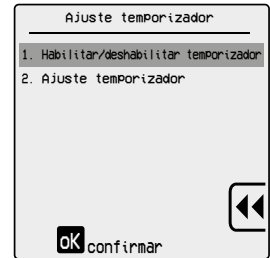 Ajuste temporizador
1. Habilitar/deshabilitar temporizador
2. Ajuste temporizador
OK confirmar